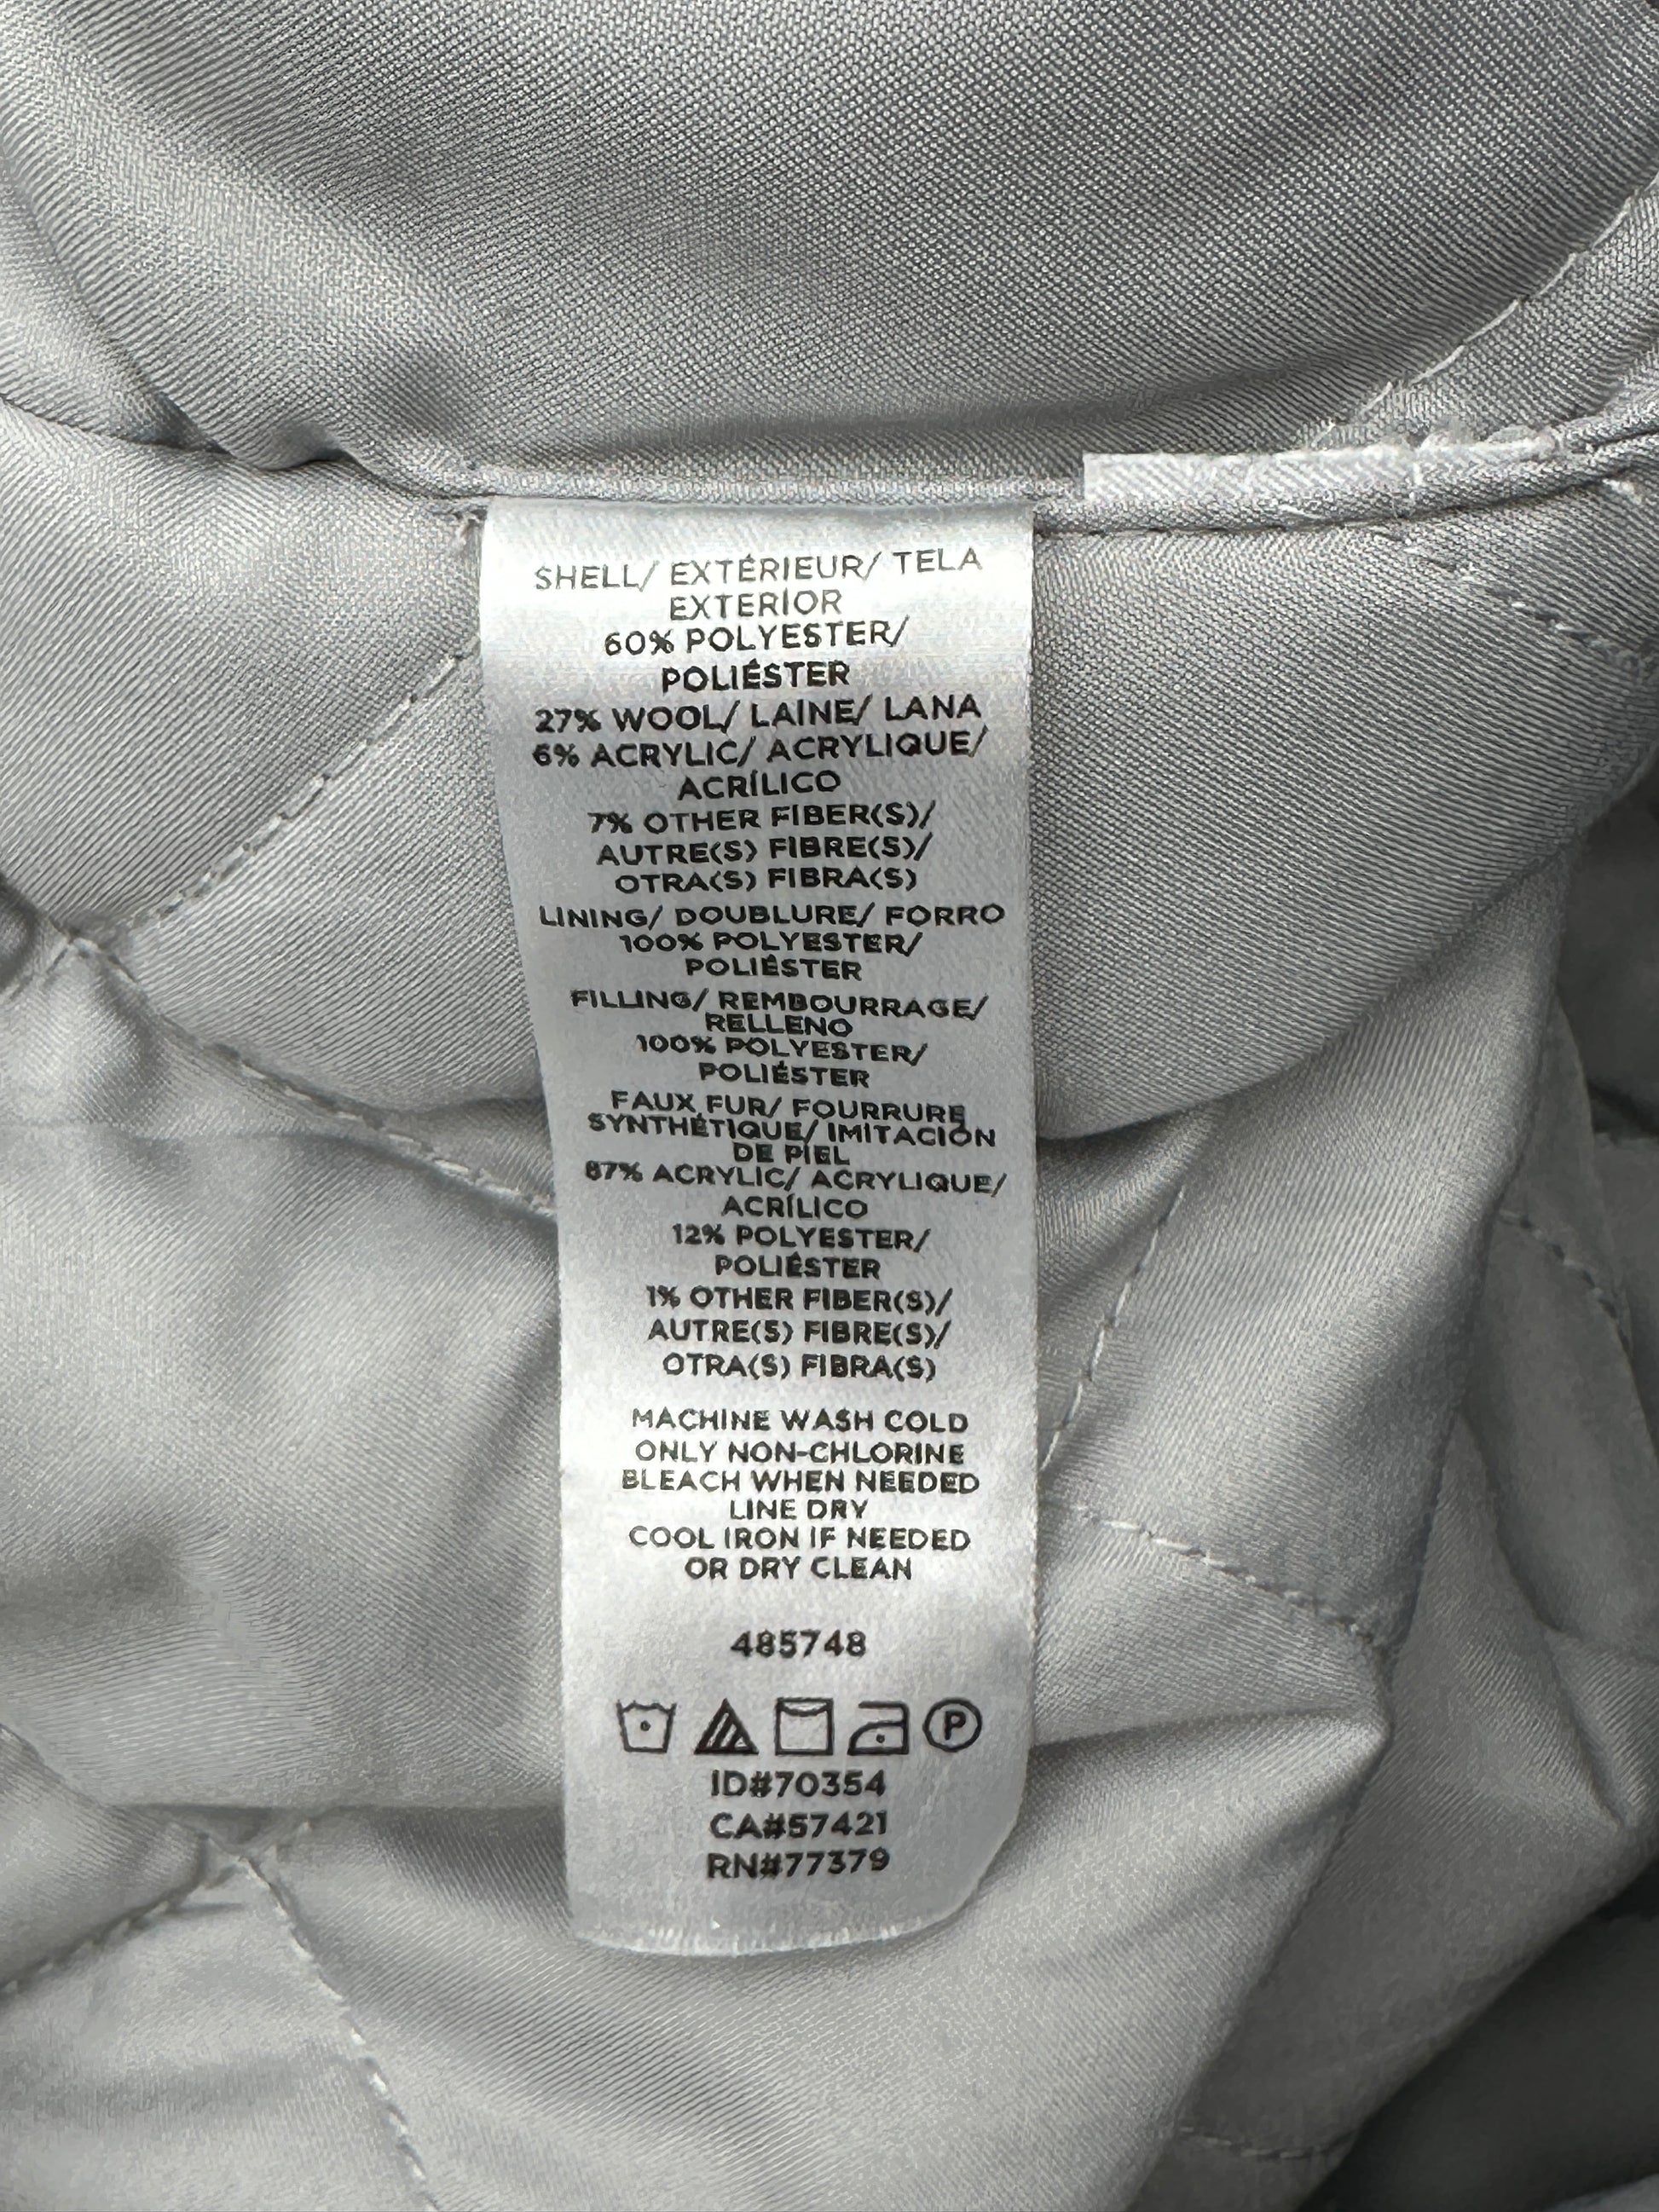 SHELL/ EXTÉRIEUR/ TELA
EXTERIOR
60% POLYESTER/
POLIÉSTER
27% WOOL/ LAINE/ LANA
6% ACRYLIC/ ACRYLIQUE/
ACRÍLICO
7% OTHER FIBER(S)/
AUTRE(S) FIBRE(S)/
OTRA(S) FIBRA(S)
LINING/ DOUBLURE/ FORRO
100% POLYESTER/
POLIÉSTER
FILLING/ REMBOURRAGE/
RELLENO
100% POLYESTER/
POLIÉSTER
FAUX FUR/ FOURRURE
SYNTHÉTIQUE/ IMITACIÓN
DE PIEL
87% ACRYLIC/ ACRYLIQUE/
ACRÍLICO
12% POLYESTER/
POLIÉSTER
1% OTHER FIBER(S)/
AUTRE(S) FIBRE(S)/
OTRA(S) FIBRA(S)
MACHINE WASH COLD
ONLY NON-CHLORINE
BLEACH WHEN NEEDED
LINE DRY
COOL IRON IF NEEDED
OR DRY CLEAN
485748
P
ID#70354
CA#57421
RN#77379